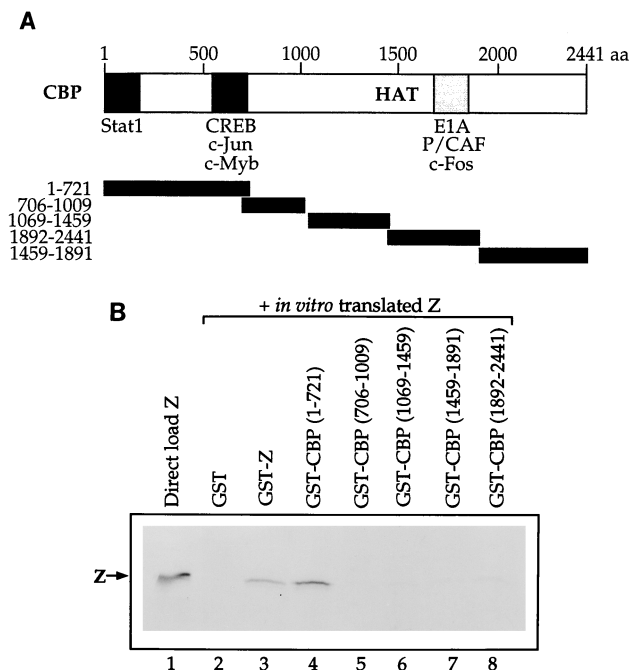 A
1 500 1000 1500 2000 2441 aa
CBP HAT
Stat1 CREB E1A
c-Jun P/CAF
c-Myb c-Fos
1-721
706-1009
1069-1459
1892-2441
1459-1891
B
+ in vitro translated Z
Direct load Z
GST
GST-Z
GST-CBP (1-721)
GST-CBP (706-1009)
GST-CBP (1069-1459)
GST-CBP (1459-1891)
GST-CBP (1892-2441)
Z
1 2 3 4 5 6 7 8